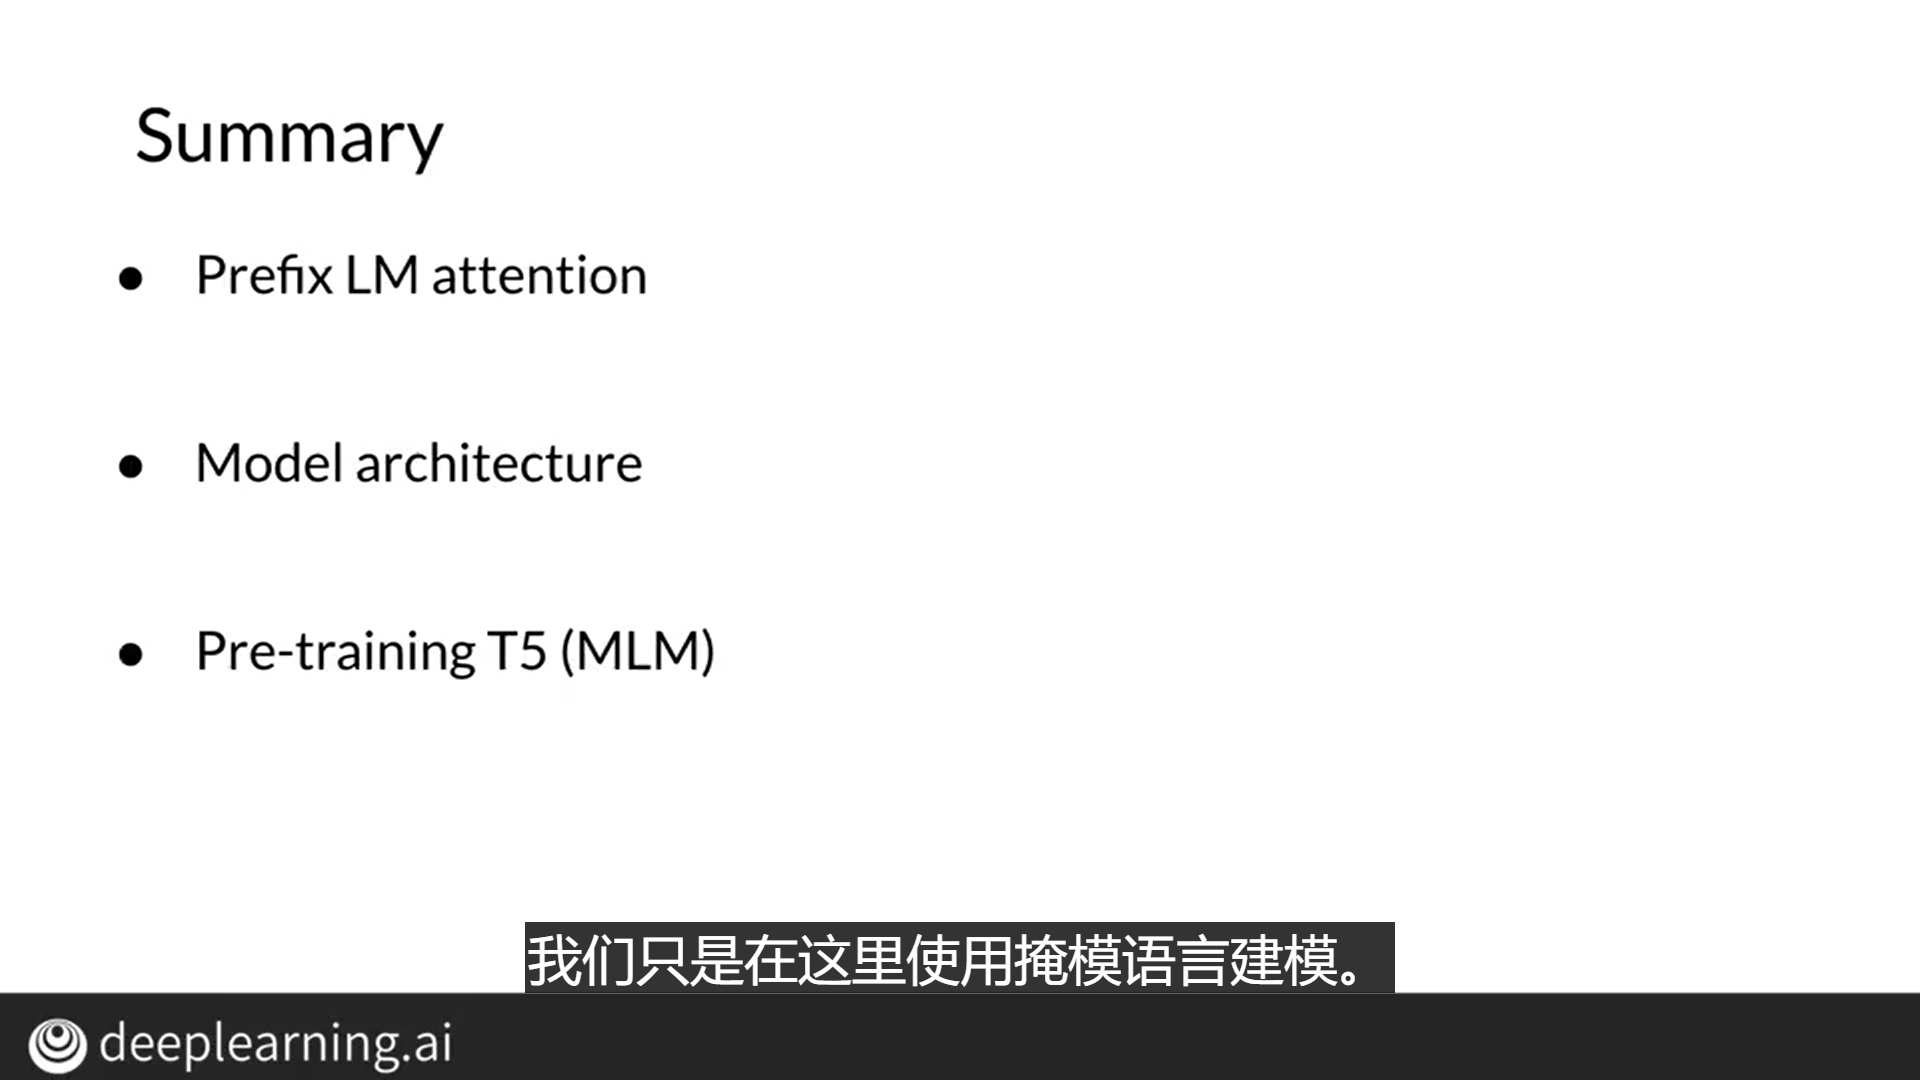 Summary
● Prefix LM attention
● Model architecture
● Pre-training T5 (MLM)
我们只是在这里使用掩模语言建模。
deeplearning.ai